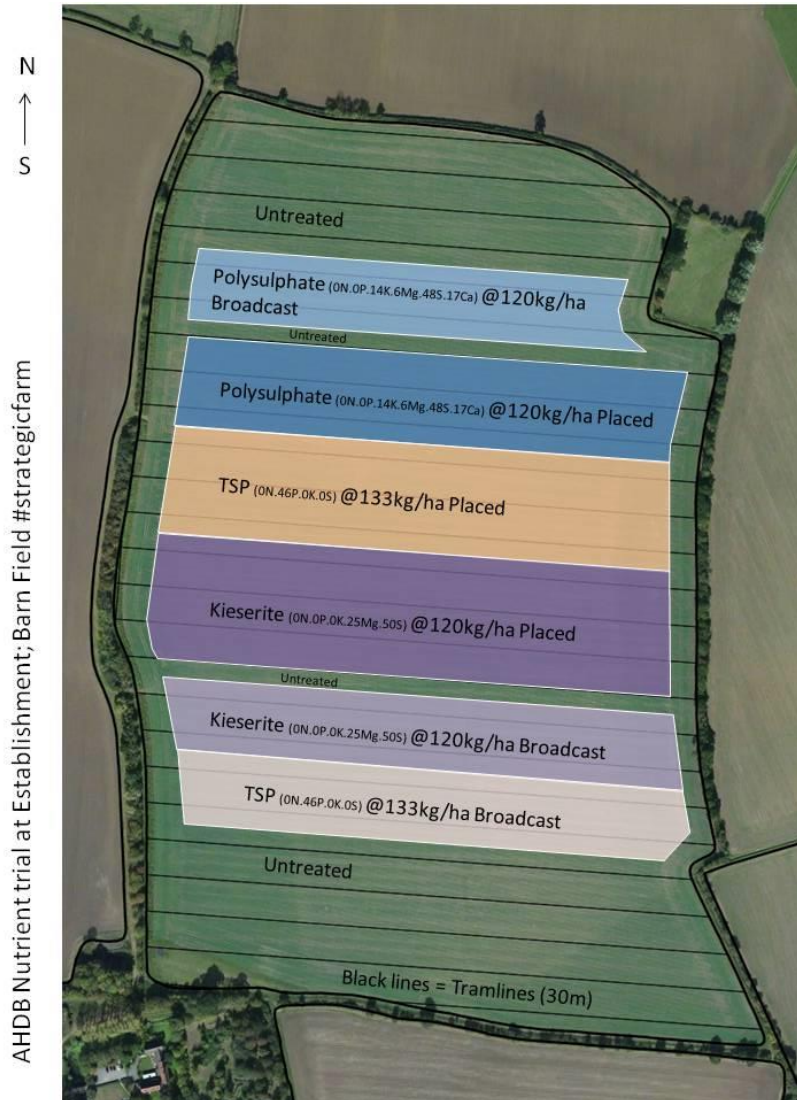 N
S
AHDB Nutrient trial at Establishment; Barn Field #strategicfarm
Untreated
Polysulphate (0N.0P.14K.6Mg.48S.17Ca) @120kg/ha
Broadcast
Untreated
Polysulphate (0N.0P.14K.6Mg.48S.17Ca) @120kg/ha Placed
TSP (0N.46P.0K.0S) @133kg/ha Placed
Kieserite (0N.0P.0K.25Mg.50S) @120kg/ha Placed
Untreated
Kieserite (0N.0P.0K.25Mg.50S) @120kg/ha Broadcast
TSP (0N.46P.0K.0S) @133kg/ha Broadcast
Untreated
Black lines = Tramlines (30m)